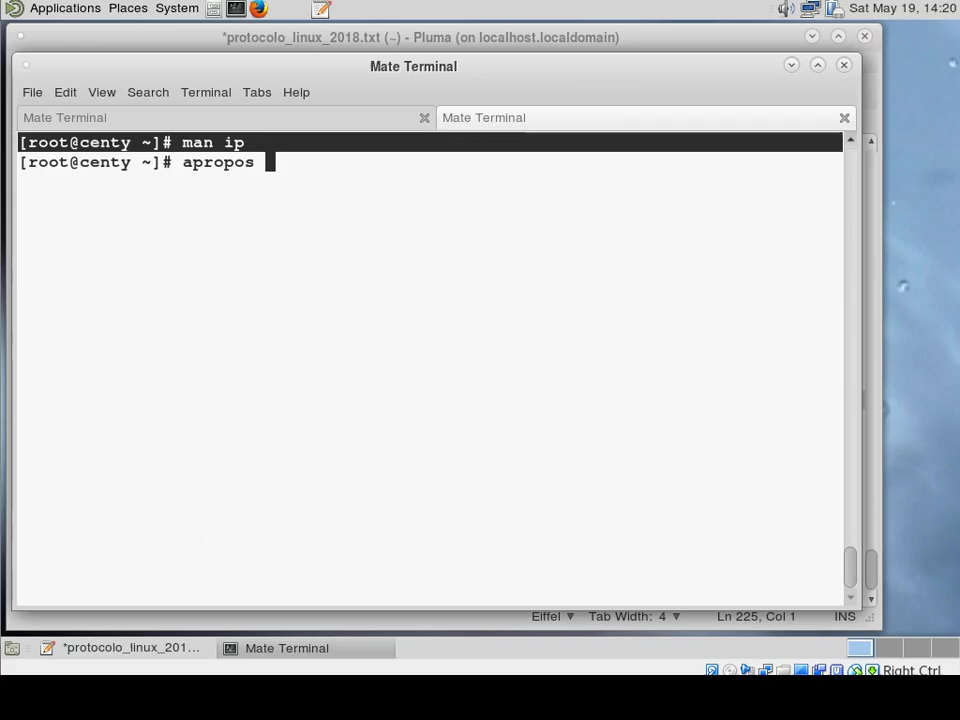 Applications Places System Sat May 19, 14:20
*protocolo_linux_2018.txt (~) - Pluma (on localhost.localdomain)
Mate Terminal
File Edit View Search Terminal Tabs Help
Mate Terminal Mate Terminal
[root@centy ~]# man ip
[root@centy ~]# apropos
Eiffel Tab Width: 4 Ln 225, Col 1 INS
*protocolo_linux_201... Mate Terminal
Right Ctrl